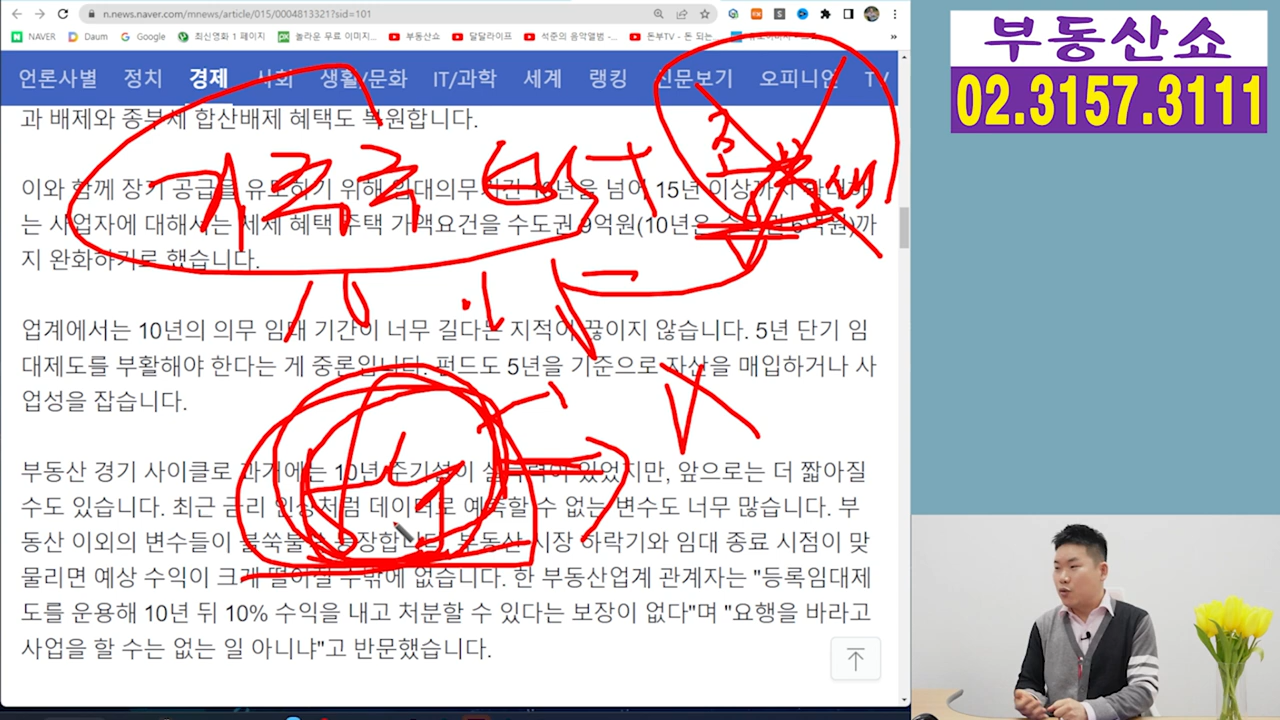 n.news.naver.com/mnews/article/015/0004813321?sid=101
NAVER Daum Google 최신영화 1 페이지 놀라운 무료 이미지... 부동산쇼 달달라이프 석준의 음악앨범 -... 돈부TV - 돈 되는...
언론사별 정치 경제 사회 생활/문화 IT/과학 세계 랭킹 신문보기 오피니언 TV
과 배제와 종부세 합산배제 혜택도 복원합니다.
이와 함께 장기 공급을 유도하기 위해 임대의무기간 10년을 넘어 15년 이상까지 확대하
는 사업자에 대해서는 세제 혜택 주택 가액요건을 수도권 9억원(10년은 수도권 6억원)까
지 완화하기로 했습니다.
업계에서는 10년의 의무 임대 기간이 너무 길다는 지적이 끊이지 않습니다. 5년 단기 임
대제도를 부활해야 한다는 게 중론입니다. 펀드도 5년을 기준으로 자산을 매입하거나 사
업성을 잡습니다.
부동산 경기 사이클로 과거에는 10년 주기설이 설득력이 있었지만, 앞으로는 더 짧아질
수도 있습니다. 최근 금리 인상처럼 데이터로 예측할 수 없는 변수도 너무 많습니다. 부
동산 이외의 변수들이 불쑥불쑥 등장합니다. 부동산 시장 하락기와 임대 종료 시점이 맞
물리면 예상 수익이 크게 떨어질 수밖에 없습니다. 한 부동산업계 관계자는 "등록임대제
도를 운용해 10년 뒤 10% 수익을 내고 처분할 수 있다는 보장이 없다"며 "요행을 바라고
사업을 할 수는 없는 일 아니냐"고 반문했습니다.
10
부동산쇼
02.3157.3111